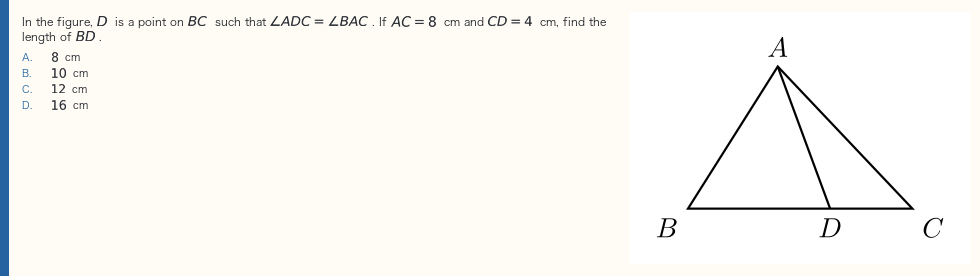 In the figure, D is a point on BC such that ∠ADC = ∠BAC . If AC = 8 cm and CD = 4 cm, find the
length of BD .
A. 8 cm
B. 10 cm
C. 12 cm
D. 16 cm
A
B D C